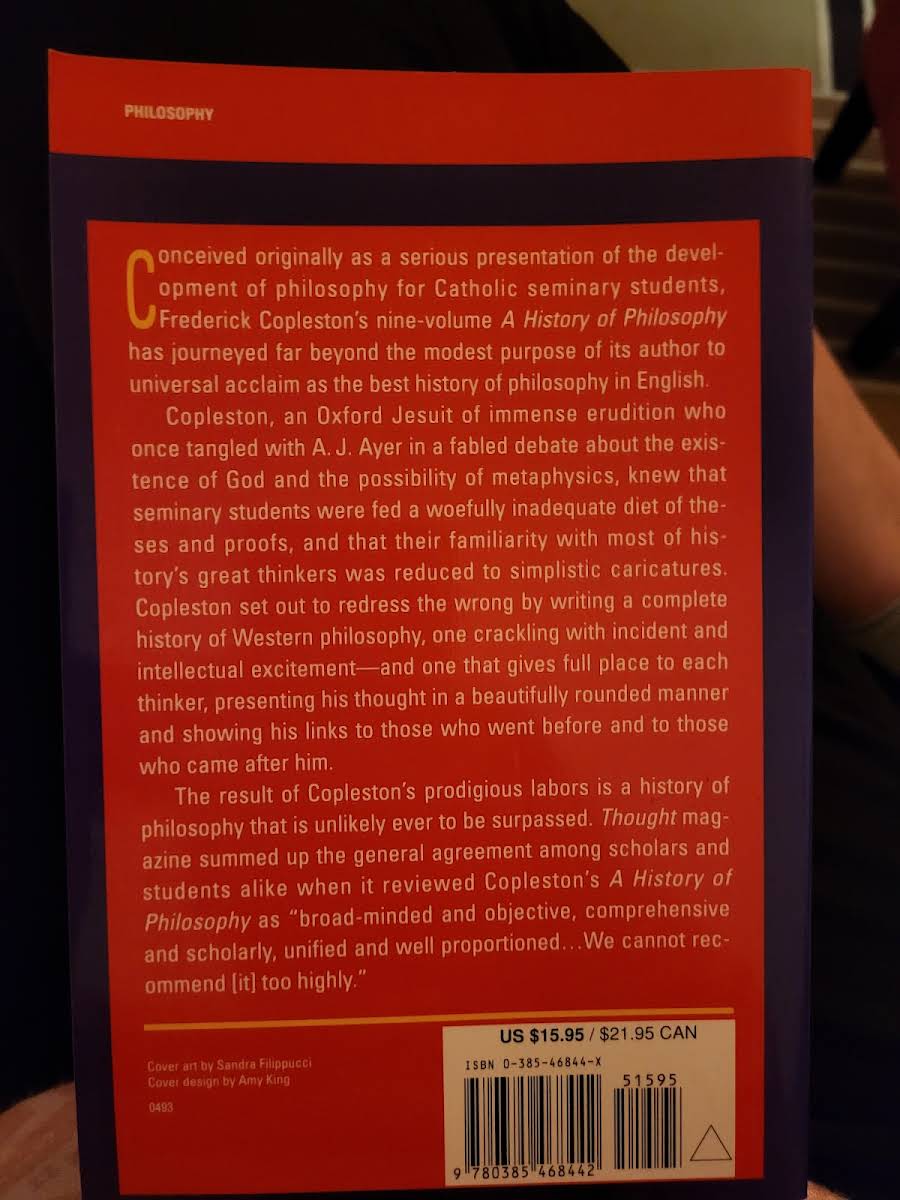 PHILOSOPHY
Conceived originally as a serious presentation of the devel-
opment of philosophy for Catholic seminary students,
Frederick Copleston's nine-volume A History of Philosophy
has journeyed far beyond the modest purpose of its author to
universal acclaim as the best history of philosophy in English.
Copleston, an Oxford Jesuit of immense erudition who
once tangled with A. J. Ayer in a fabled debate about the exis-
tence of God and the possibility of metaphysics, knew that
seminary students were fed a woefully inadequate diet of the-
ses and proofs, and that their familiarity with most of his-
tory's great thinkers was reduced to simplistic caricatures.
Copleston set out to redress the wrong by writing a complete
history of Western philosophy, one crackling with incident and
intellectual excitement—and one that gives full place to each
thinker, presenting his thought in a beautifully rounded manner
and showing his links to those who went before and to those
who came after him.
The result of Copleston's prodigious labors is a history of
philosophy that is unlikely ever to be surpassed. Thought mag-
azine summed up the general agreement among scholars and
students alike when it reviewed Copleston's A History of
Philosophy as "broad-minded and objective, comprehensive
and scholarly, unified and well proportioned...We cannot rec-
ommend [it] too highly."
US $15.95 / $21.95 CAN
ISBN 0-385-46844-X
51595
9 780385 468442
Cover art by Sandra Filippucci
Cover design by Amy King
0493